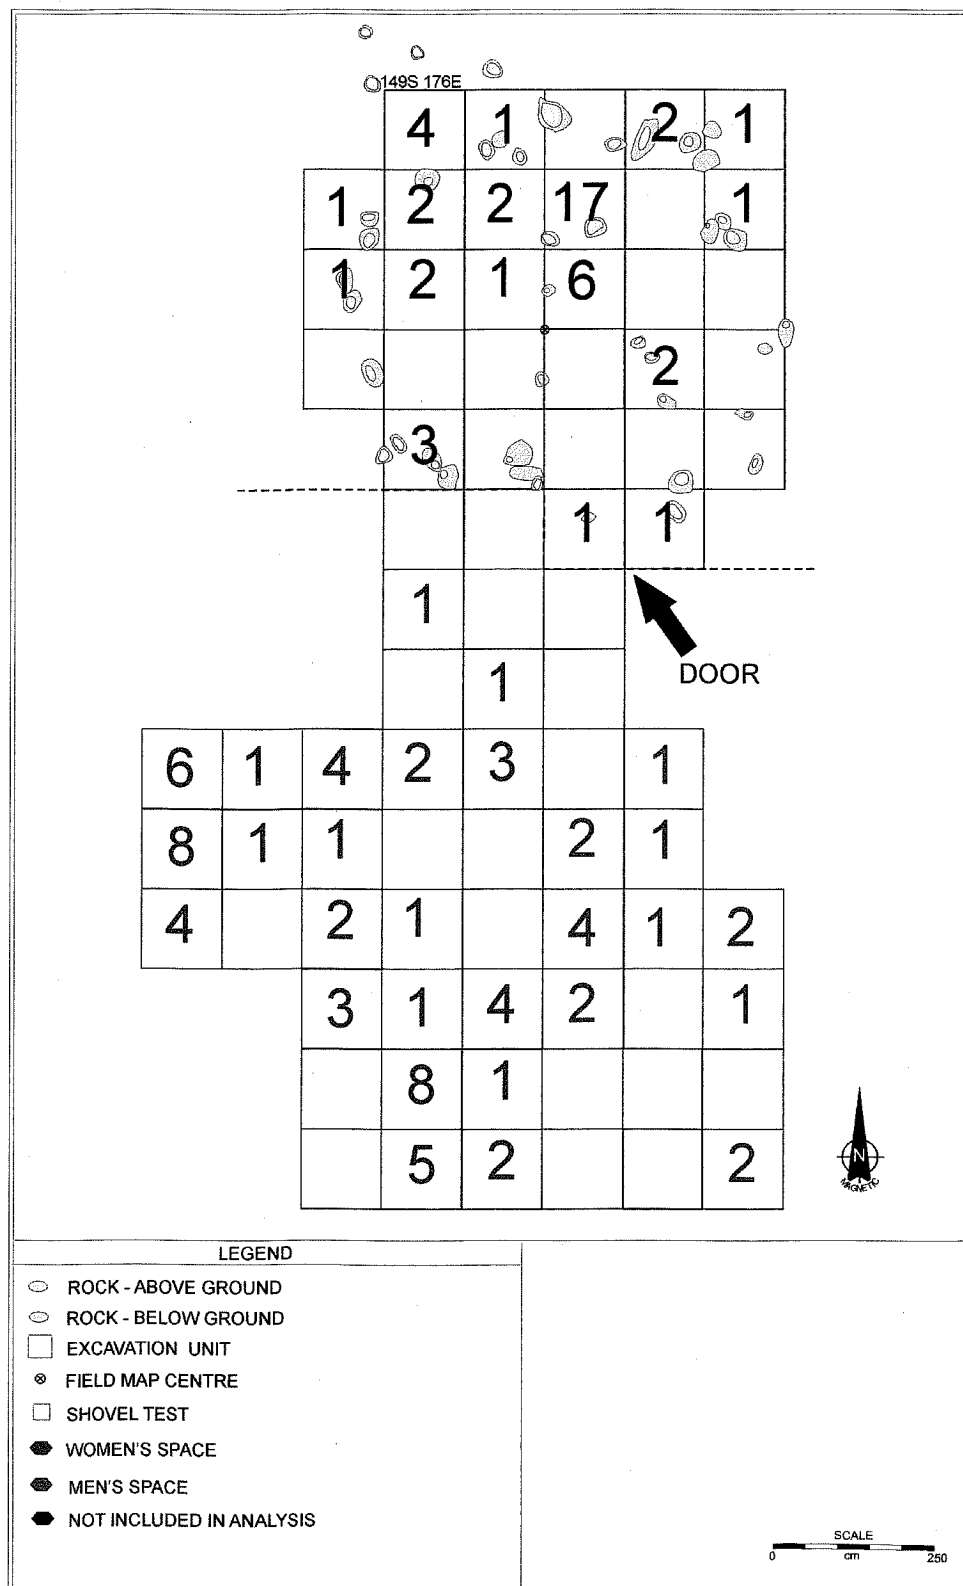 149S 176E
4 1 2 1
1 2 2 17 1
1 2 1 6
2
3
1 1
1
DOOR
1
6 1 4 2 3 1
8 1 1 2 1
4 2 1 4 1 2
3 1 4 2 1
8 1
5 2 2
N
MAGNETIC
LEGEND
ROCK - ABOVE GROUND
ROCK - BELOW GROUND
EXCAVATION UNIT
FIELD MAP CENTRE
SHOVEL TEST
WOMEN'S SPACE
MEN'S SPACE
NOT INCLUDED IN ANALYSIS
SCALE
0 cm 250